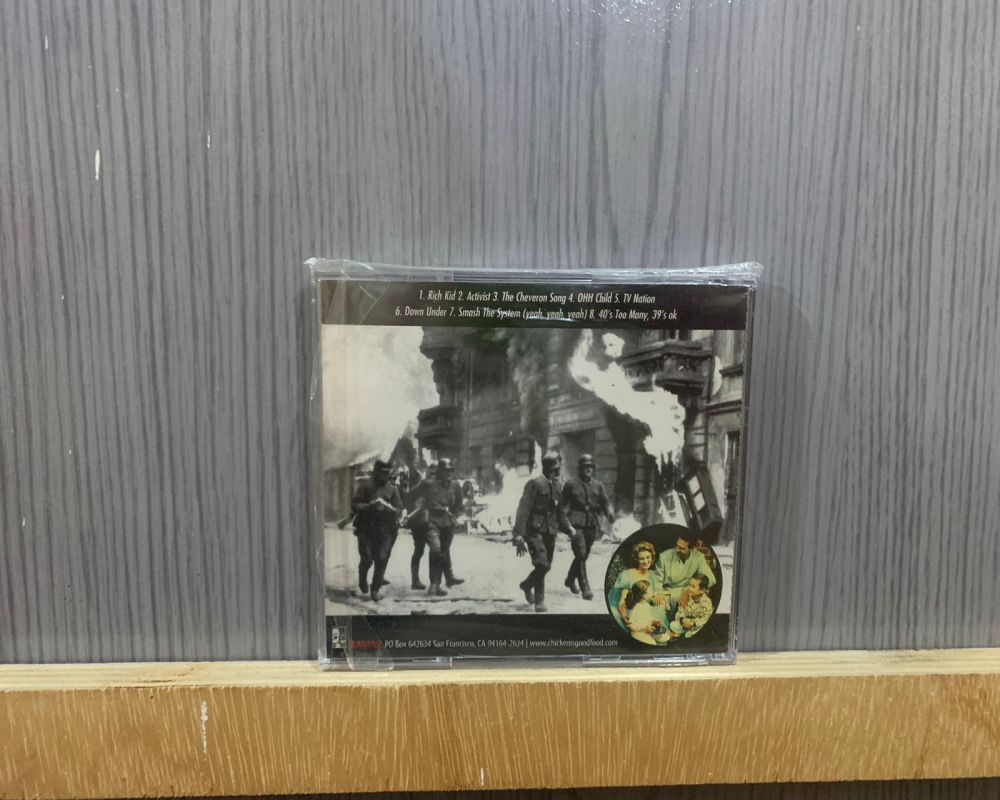 1. Rich Kid 2. Activist 3. The Cheveron Song 4. OHH Child 5. TV Nation
6. Down Under 7. Smash The System (yeah, yeah, yeah) 8. 40's Too Many, 39's ok
PO Box 642634 San Francisco, CA 94164-2634 | www.chickenisgoodfood.com